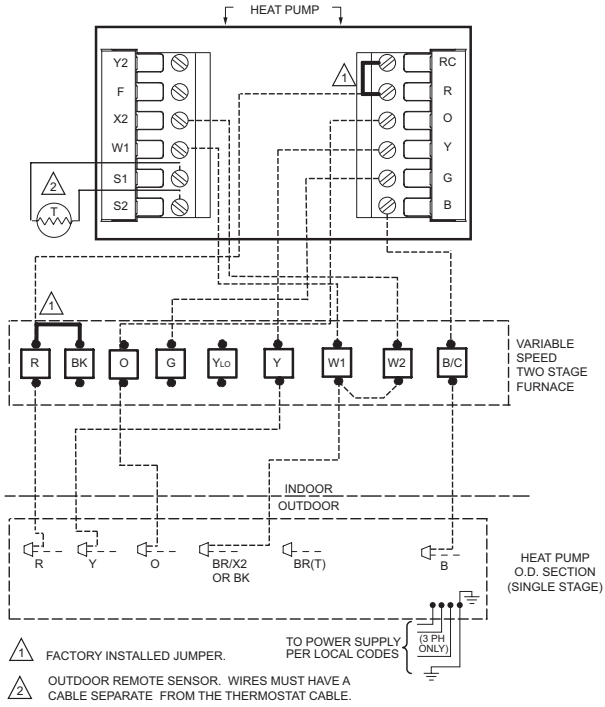 HEAT PUMP
Y2
F
X2
W1
S1
S2
RC
R
O
Y
G
B
1
2
T
1
R
BK
O
G
YLO
Y
W1
W2
B/C
VARIABLE
SPEED
TWO STAGE
FURNACE
INDOOR
OUTDOOR
R
Y
O
BR/X2
OR BK
BR(T)
B
HEAT PUMP
O.D. SECTION
(SINGLE STAGE)
TO POWER SUPPLY
PER LOCAL CODES
(3 PH
ONLY)
1 FACTORY INSTALLED JUMPER.
2 OUTDOOR REMOTE SENSOR. WIRES MUST HAVE A
CABLE SEPARATE FROM THE THERMOSTAT CABLE.